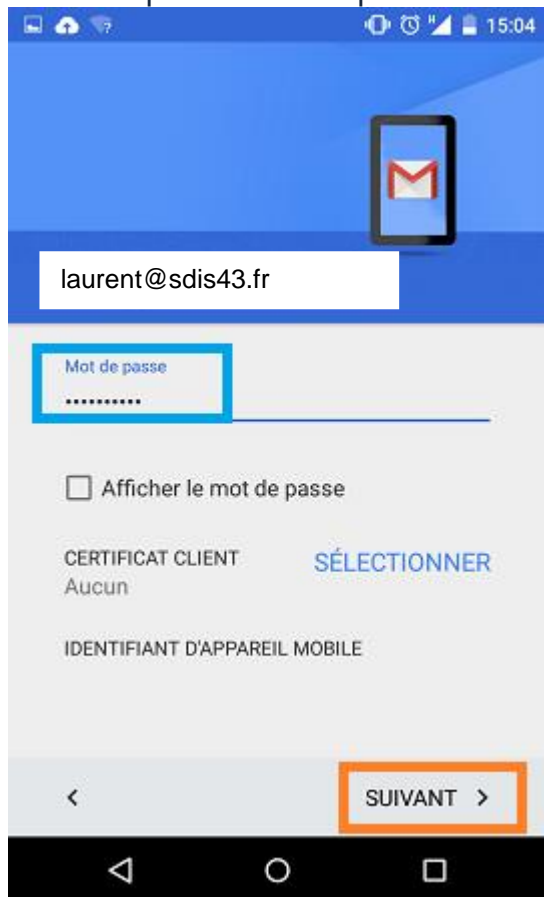 15:04
laurent@sdis43.fr
Mot de passe
..........
Afficher le mot de passe
CERTIFICAT CLIENT
SÉLECTIONNER
Aucun
IDENTIFIANT D'APPAREIL MOBILE
SUIVANT